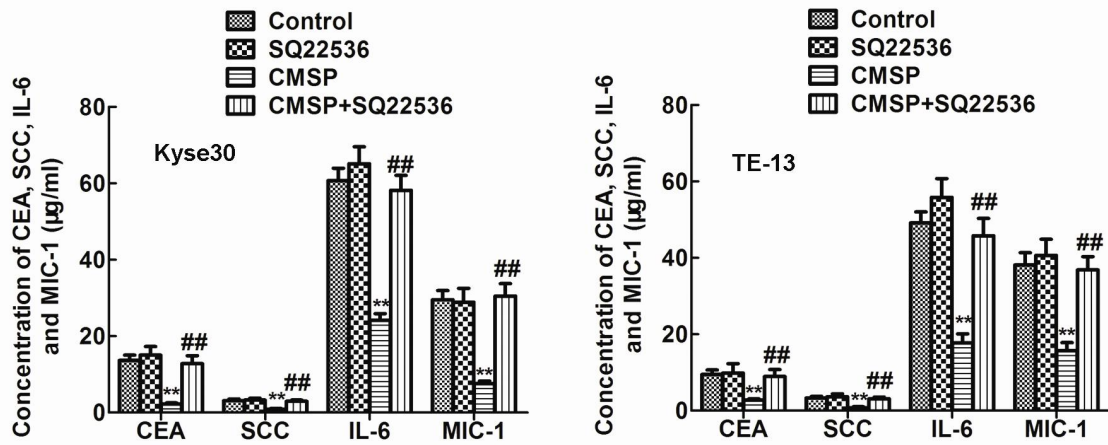 Control
SQ22536
CMSP
CMSP+SQ22536
Concentration of CEA, SCC, IL-6
and MIC-1 (μg/ml)
80
60
40
20
0
Kyse30
**
##
**
##
**
##
**
##
CEA SCC IL-6 MIC-1
Control
SQ22536
CMSP
CMSP+SQ22536
Concentration of CEA, SCC, IL-6
and MIC-1 (μg/ml)
80
60
40
20
0
TE-13
**
##
**
##
**
##
**
##
CEA SCC IL-6 MIC-1